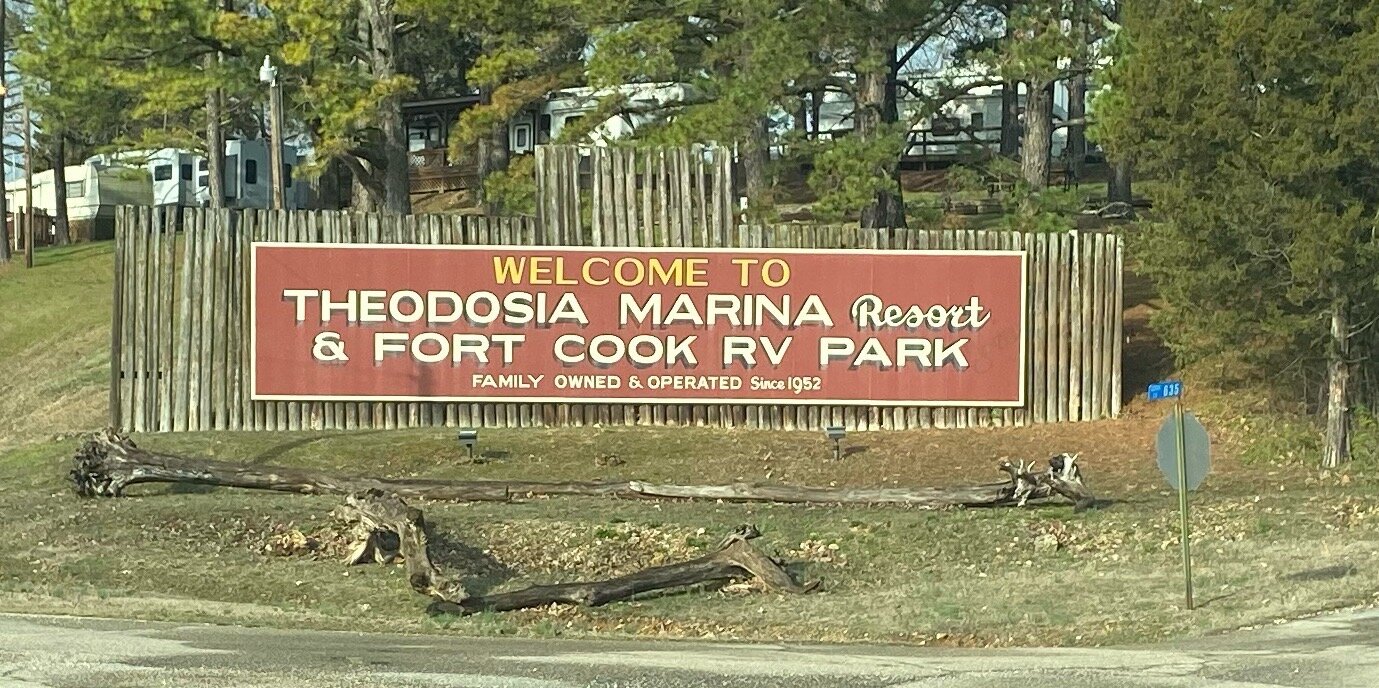 WELCOME TO
THEODOSIA MARINA Resort
& FORT COOK RV PARK
FAMILY OWNED & OPERATED Since 1952
635